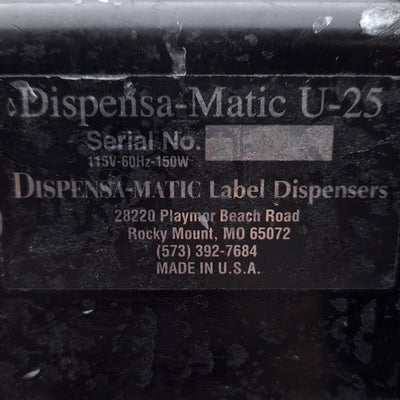 Dispensa-Matic U-25
Serial No.
115V-60Hz-150W
DISPENSA-MATIC Label Dispensers
28220 Playmor Beach Road
Rocky Mount, MO 65072
(573) 392-7684
MADE IN U.S.A.